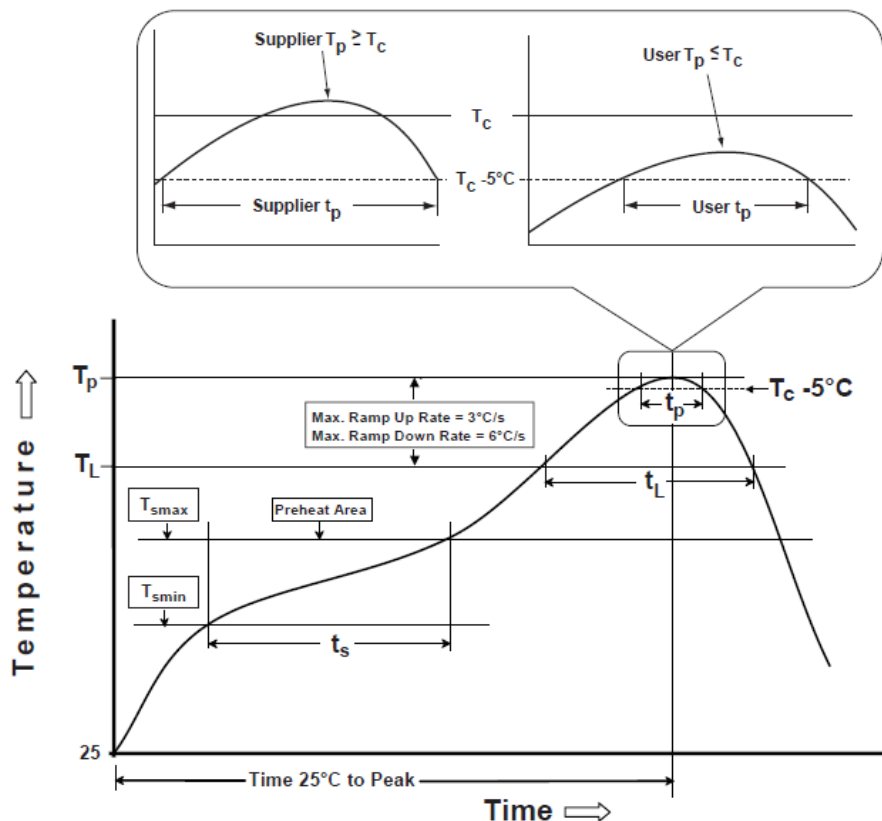 Supplier Tp ≥ Tc
User Tp ≤ Tc
Tc
Tc -5°C
Supplier tp
User tp
Tp
Tc -5°C
tp
Max. Ramp Up Rate = 3°C/s
Max. Ramp Down Rate = 6°C/s
TL
tL
Tsmax
Preheat Area
Tsmin
ts
25
Time 25°C to Peak
Time
Temperature